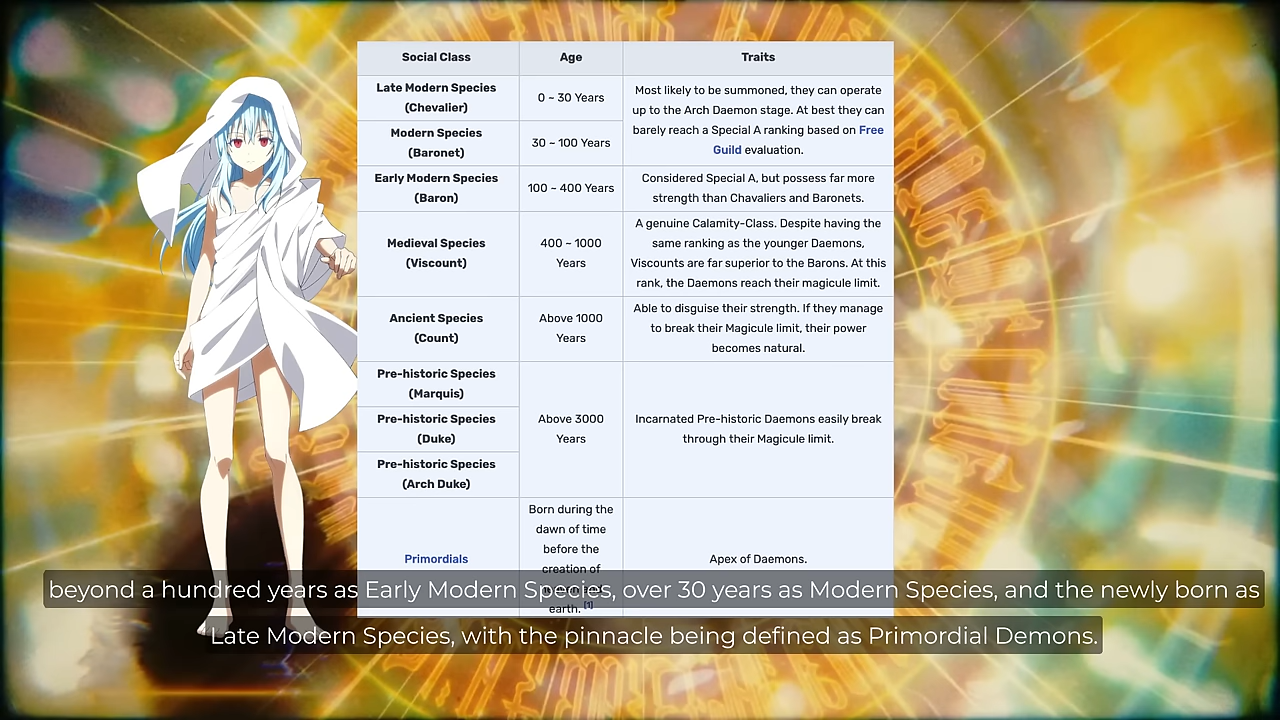 Social Class Age Traits
Late Modern Species
(Chevalier)
0 ~ 30 Years
Most likely to be summoned, they can operate
up to the Arch Daemon stage. At best they can
barely reach a Special A ranking based on Free
Guild evaluation.
Modern Species
(Baronet)
30 ~ 100 Years
Early Modern Species
(Baron)
100 ~ 400 Years
Considered Special A, but possess far more
strength than Chavaliers and Baronets.
Medieval Species
(Viscount)
400 ~ 1000
Years
A genuine Calamity-Class. Despite having the
same ranking as the younger Daemons,
Viscounts are far superior to the Barons. At this
rank, the Daemons reach their magicule limit.
Ancient Species
(Count)
Above 1000
Years
Able to disguise their strength. If they manage
to break their Magicule limit, their power
becomes natural.
Pre-historic Species
(Marquis)
Pre-historic Species
(Duke)
Pre-historic Species
(Arch Duke)
Above 3000
Years
Incarnated Pre-historic Daemons easily break
through their Magicule limit.
Primordials
Born during the
dawn of time
before the
creation of
earth. [1]
Apex of Daemons.
beyond a hundred years as Early Modern Species, over 30 years as Modern Species, and the newly born as
Late Modern Species, with the pinnacle being defined as Primordial Demons.